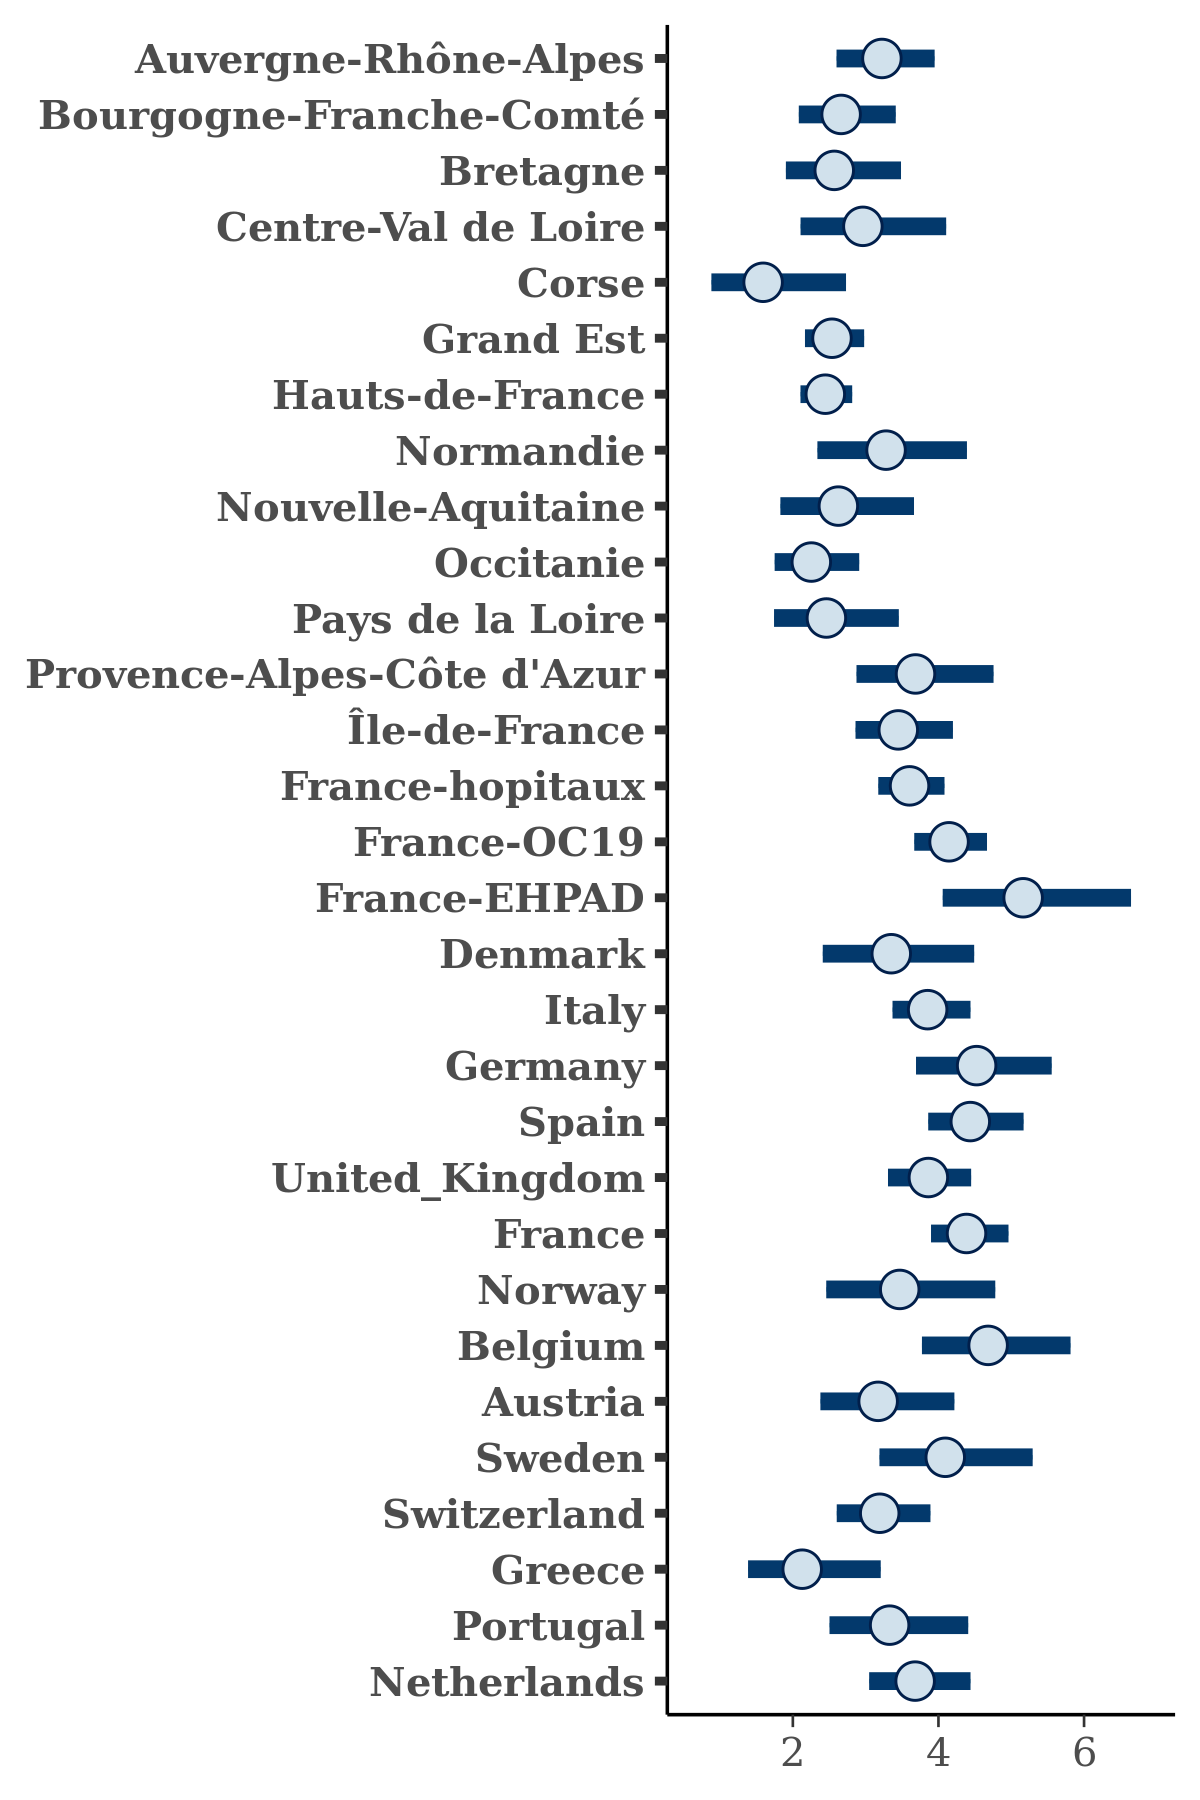 Auvergne-Rhône-Alpes
Bourgogne-Franche-Comté
Bretagne
Centre-Val de Loire
Corse
Grand Est
Hauts-de-France
Normandie
Nouvelle-Aquitaine
Occitanie
Pays de la Loire
Provence-Alpes-Côte d'Azur
Île-de-France
France-hopitaux
France-OC19
France-EHPAD
Denmark
Italy
Germany
Spain
United_Kingdom
France
Norway
Belgium
Austria
Sweden
Switzerland
Greece
Portugal
Netherlands
2 4 6